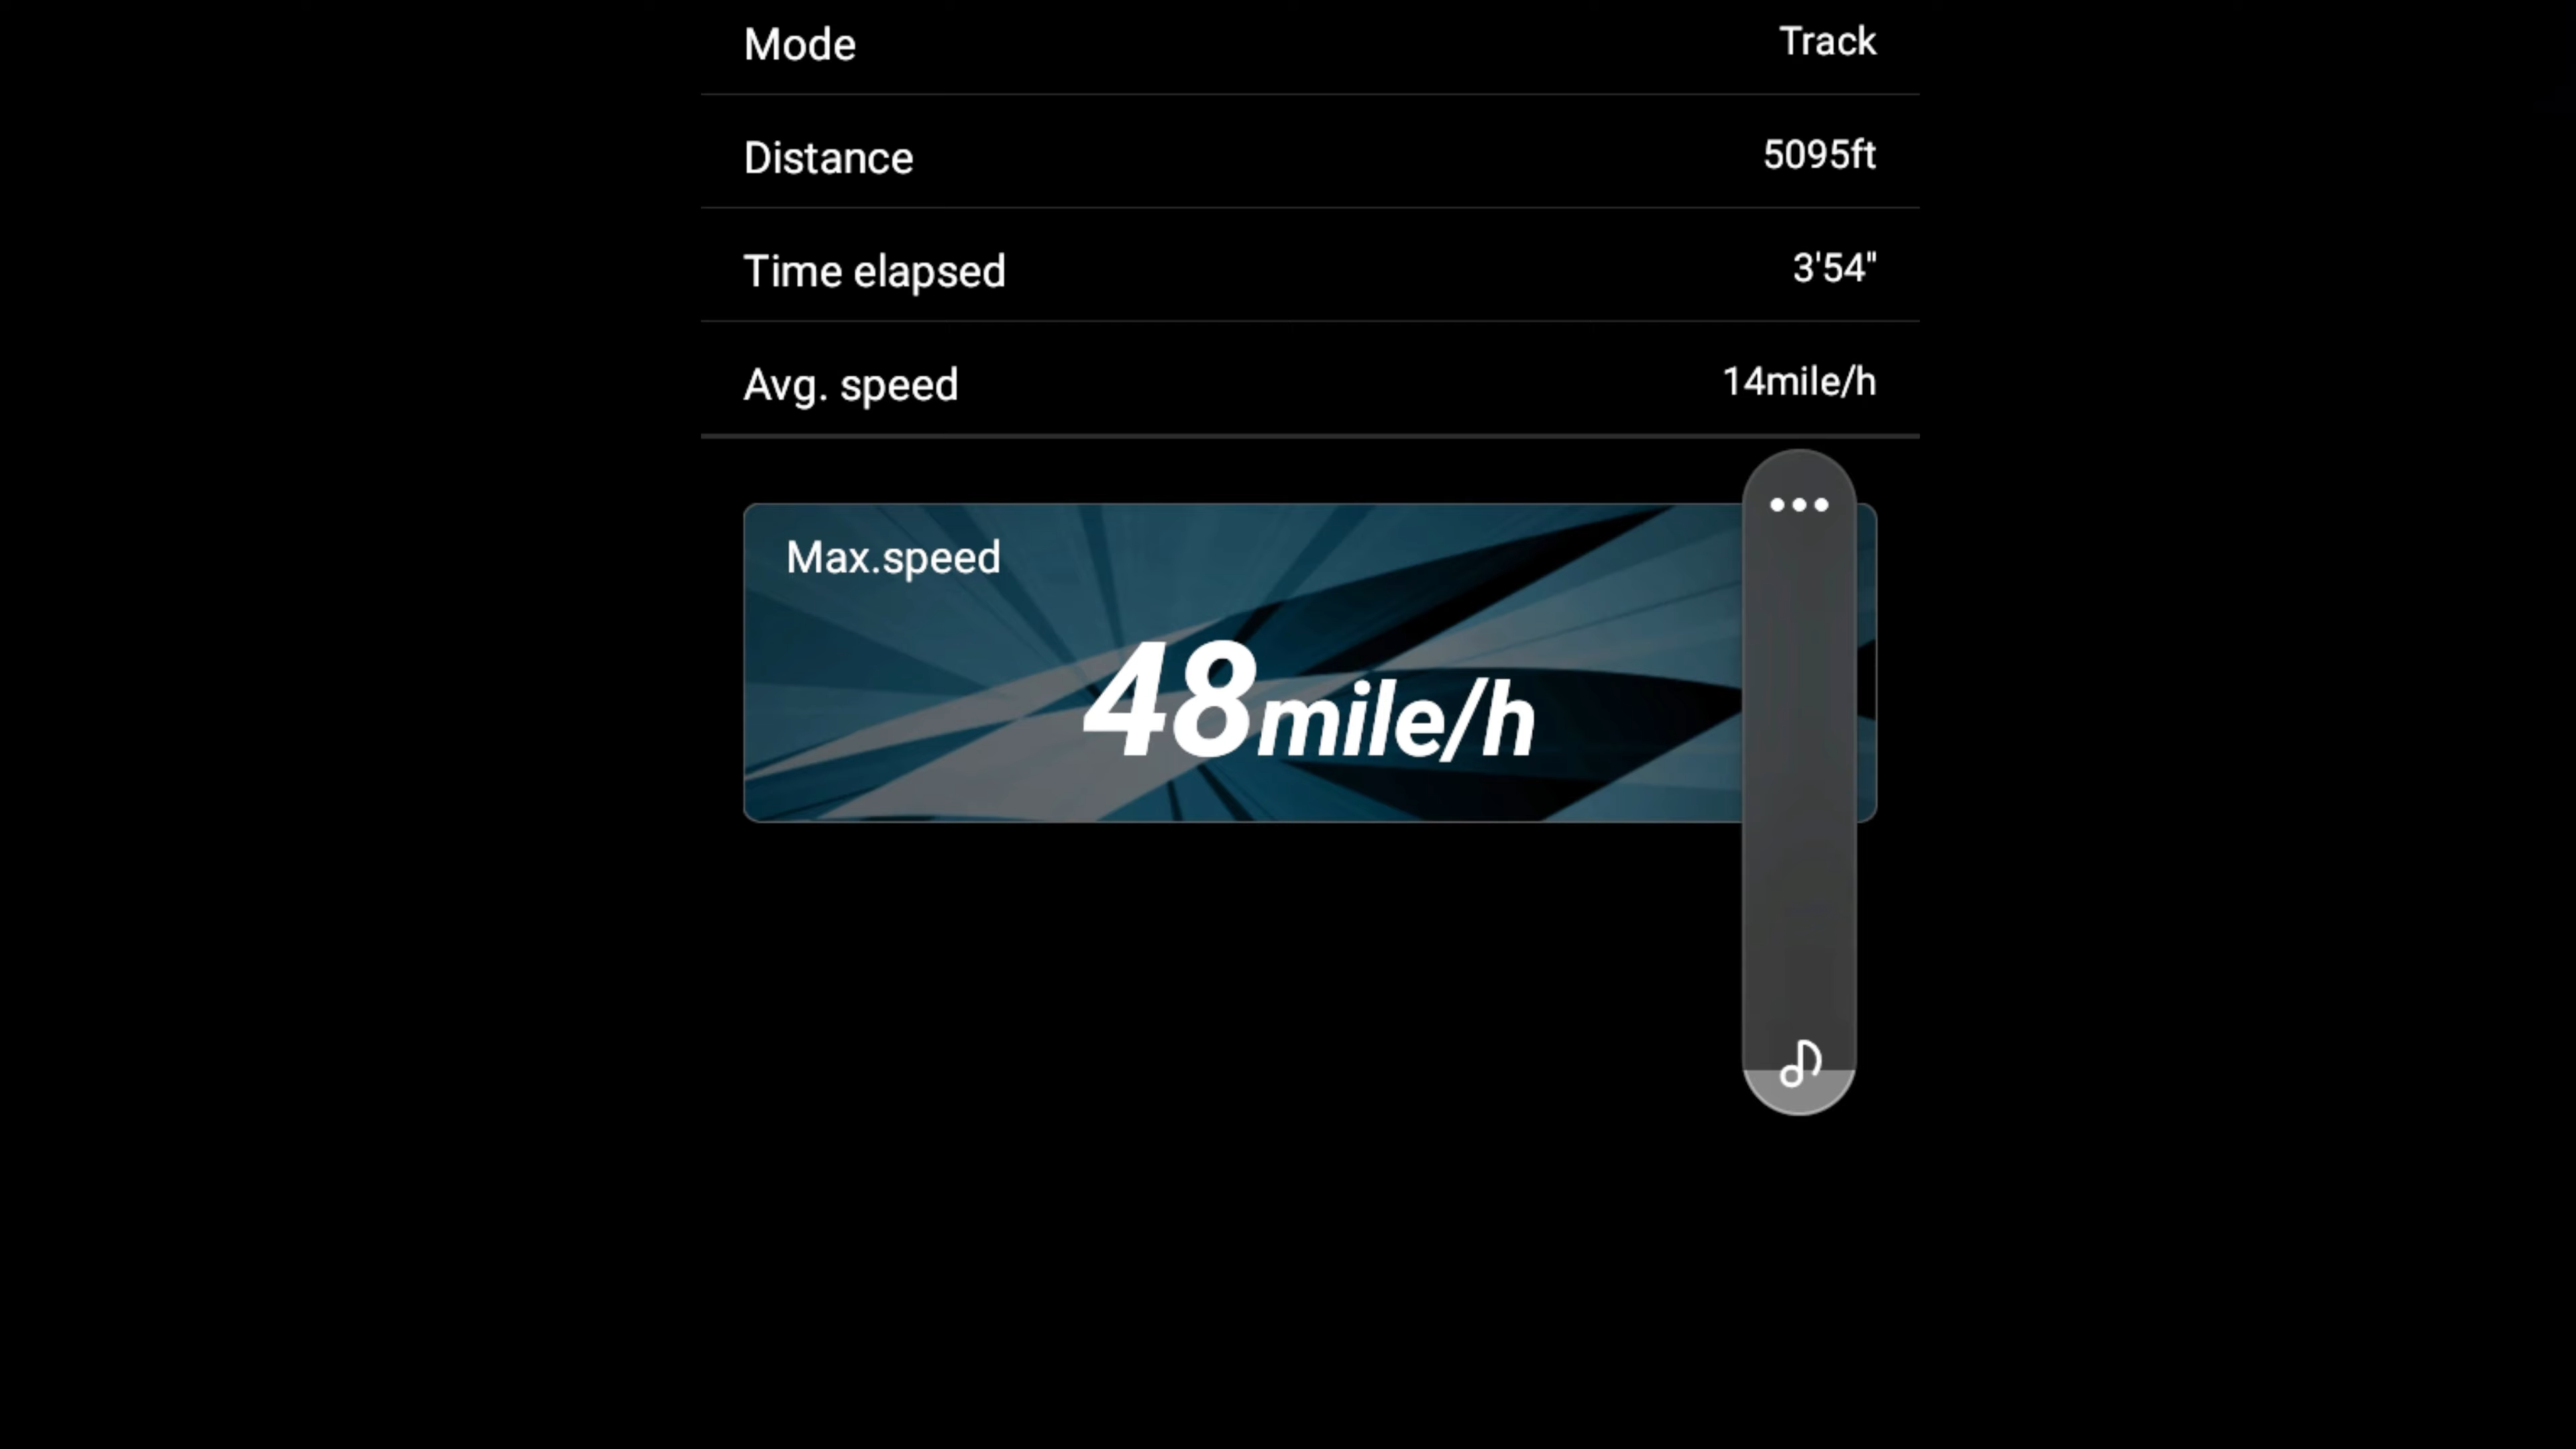 Mode Track
Distance 5095ft
Time elapsed 3'54"
Avg. speed 14mile/h
Max.speed
48mile/h